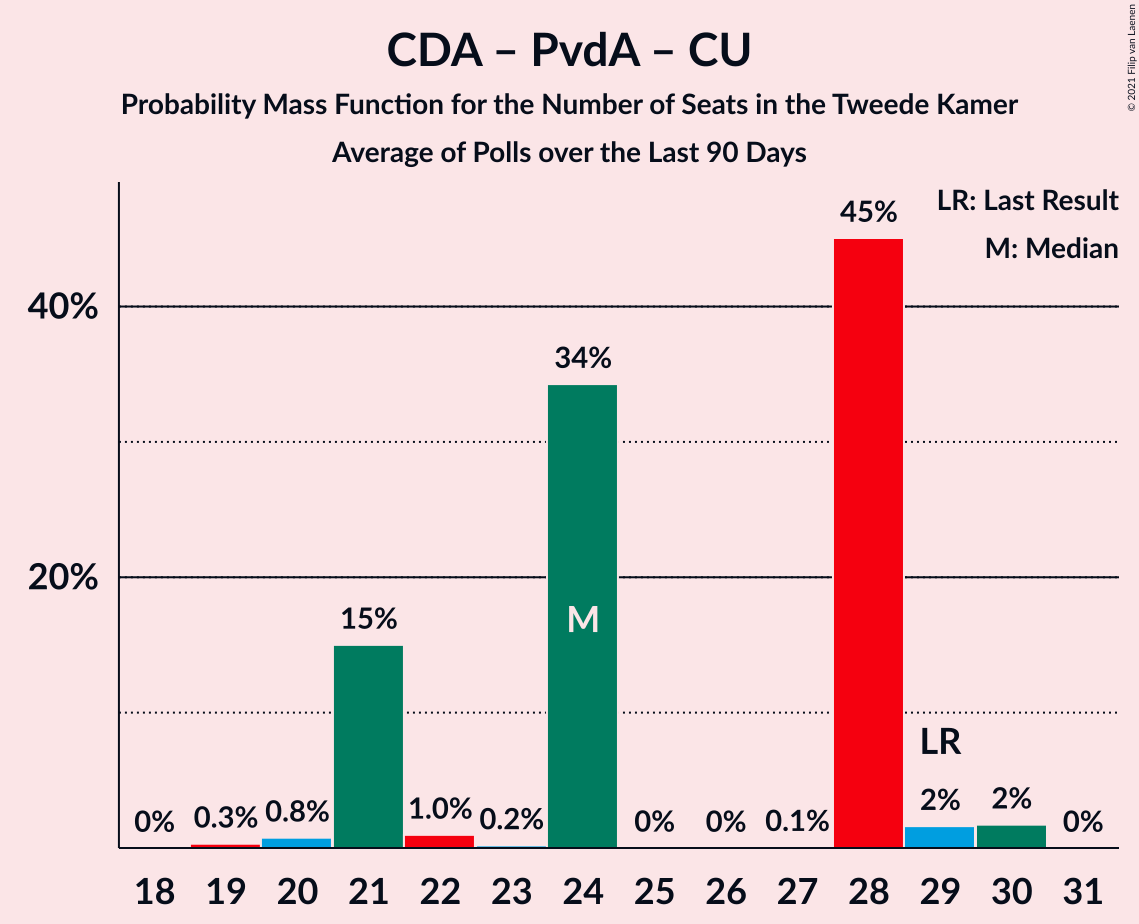 CDA – PvdA – CU
Probability Mass Function for the Number of Seats in the Tweede Kamer
Average of Polls over the Last 90 Days
© 2021 Filip van Laenen
LR: Last Result
M: Median
40%
20%
0%
0.3%
0.8%
15%
1.0%
0.2%
34%
M
0%
0%
0.1%
45%
LR
2%
2%
0%
18 19 20 21 22 23 24 25 26 27 28 29 30 31